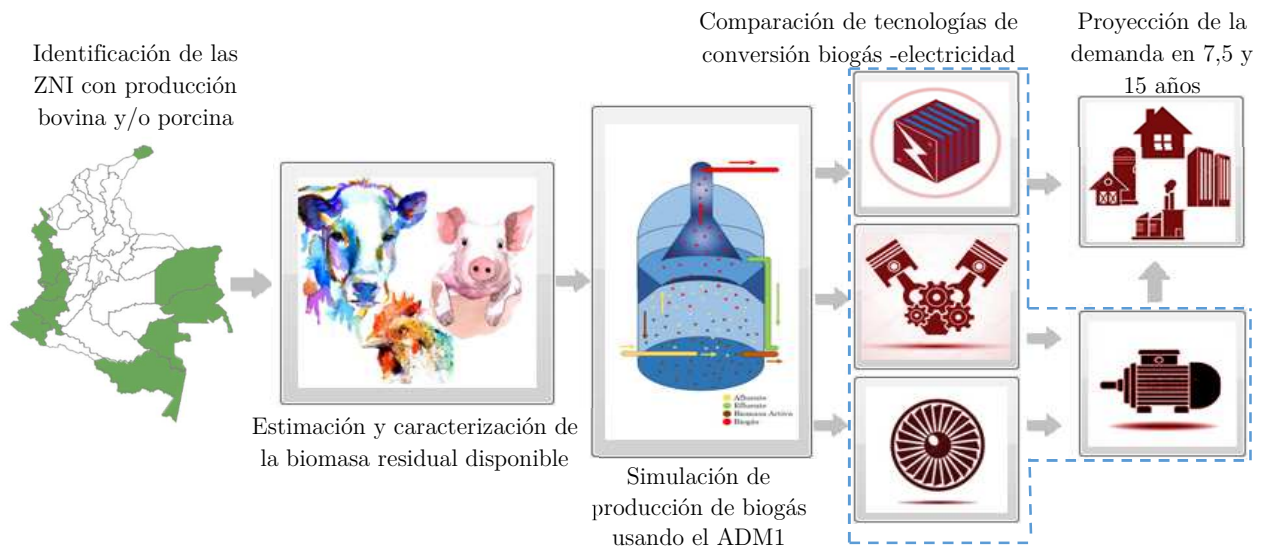 Identificación de las
ZNI con producción
bovina y/o porcina
Estimación y caracterización de
la biomasa residual disponible
Afluente
Efluente
Biomasa Activa
Biogás
Simulación de
producción de biogás
usando el ADM1
Comparación de tecnologías de
conversión biogás -electricidad
Proyección de la
demanda en 7,5 y
15 años